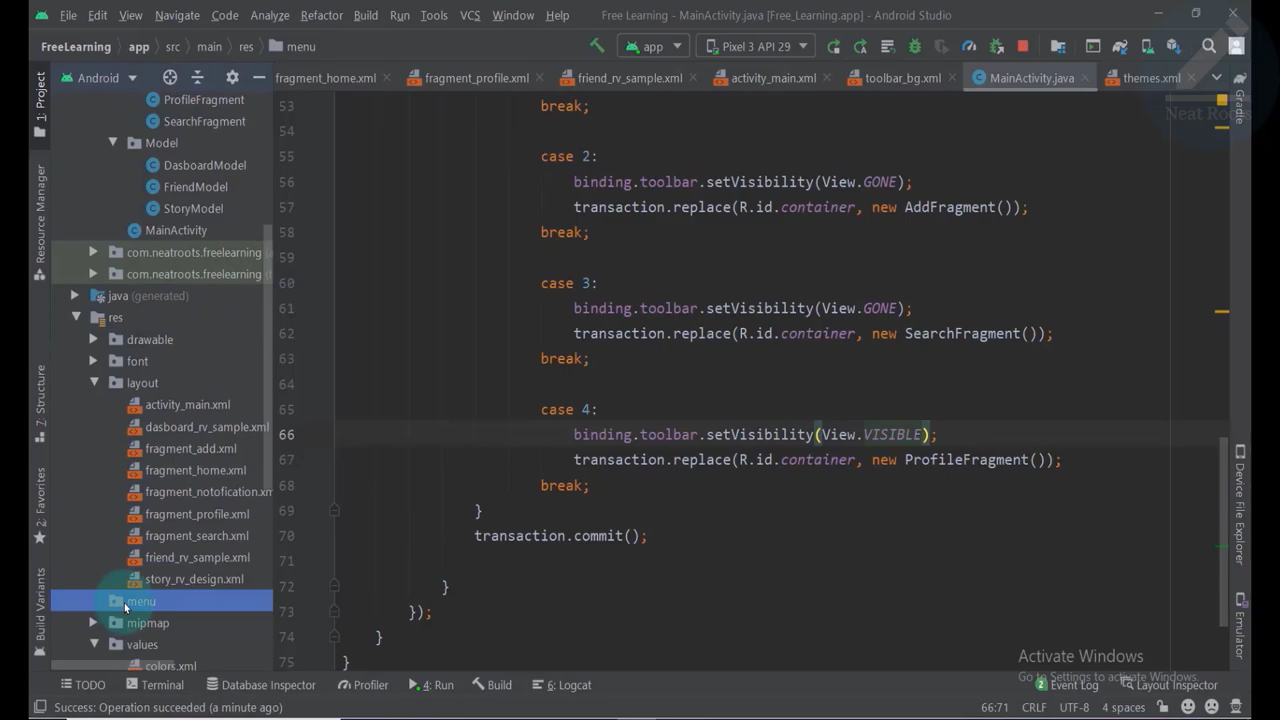 File Edit View Navigate Code Analyze Refactor Build Run Tools VCS Window Help Free Learning - MainActivity.java [Free_Learning.app] - Android Studio
FreeLearning app src main res menu app Pixel 3 API 29
Android fragment_home.xml fragment_profile.xml friend_rv_sample.xml activity_main.xml toolbar_bg.xml MainActivity.java themes.xml
1: Project
Resource Manager
7: Structure
2: Favorites
Build Variants
ProfileFragment
SearchFragment
Model
DasboardModel
FriendModel
StoryModel
MainActivity
com.neatroots.freelearning
com.neatroots.freelearning
java (generated)
res
drawable
font
layout
activity_main.xml
dasboard_rv_sample.xml
fragment_add.xml
fragment_home.xml
fragment_notofication.xm
fragment_profile.xml
fragment_search.xml
friend_rv_sample.xml
story_rv_design.xml
menu
mipmap
values
colors.xml
53 break;
54
55 case 2:
56 binding.toolbar.setVisibility(View.GONE);
57 transaction.replace(R.id.container, new AddFragment());
58 break;
59
60 case 3:
61 binding.toolbar.setVisibility(View.GONE);
62 transaction.replace(R.id.container, new SearchFragment());
63 break;
64
65 case 4:
66 binding.toolbar.setVisibility(View.VISIBLE);
67 transaction.replace(R.id.container, new ProfileFragment());
68 break;
69 }
70 transaction.commit();
71
72 }
73 });
74 }
75 }
Gradle
Device File Explorer
Emulator
Activate Windows
Go to Settings to activate Windows.
TODO Terminal Database Inspector Profiler 4: Run Build 6: Logcat 2 Event Log Layout Inspector
Success: Operation succeeded (a minute ago) 66:71 CRLF UTF-8 4 spaces